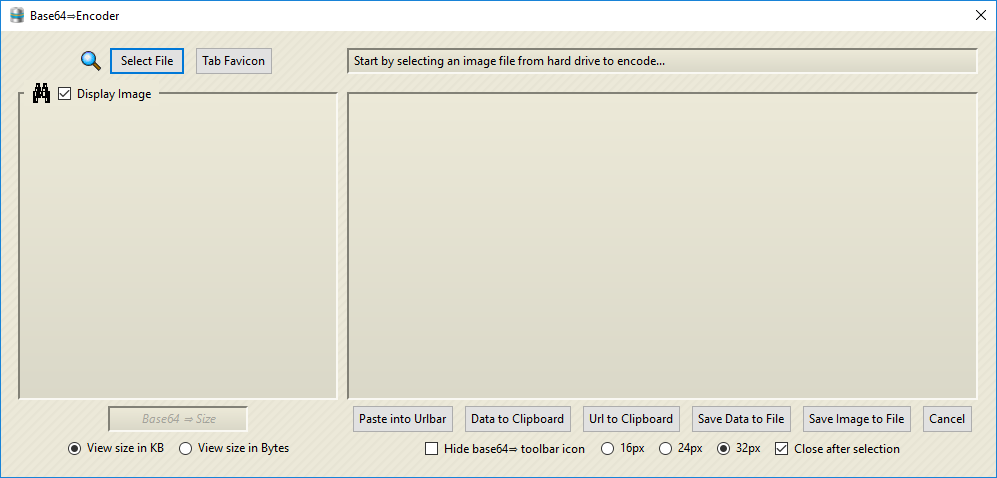 Base64⇒Encoder
Select File Tab Favicon Start by selecting an image file from hard drive to encode...
Display Image
Base64 ⇒ Size Paste into Urlbar Data to Clipboard Url to Clipboard Save Data to File Save Image to File Cancel
View size in KB View size in Bytes Hide base64⇒ toolbar icon 16px 24px 32px Close after selection